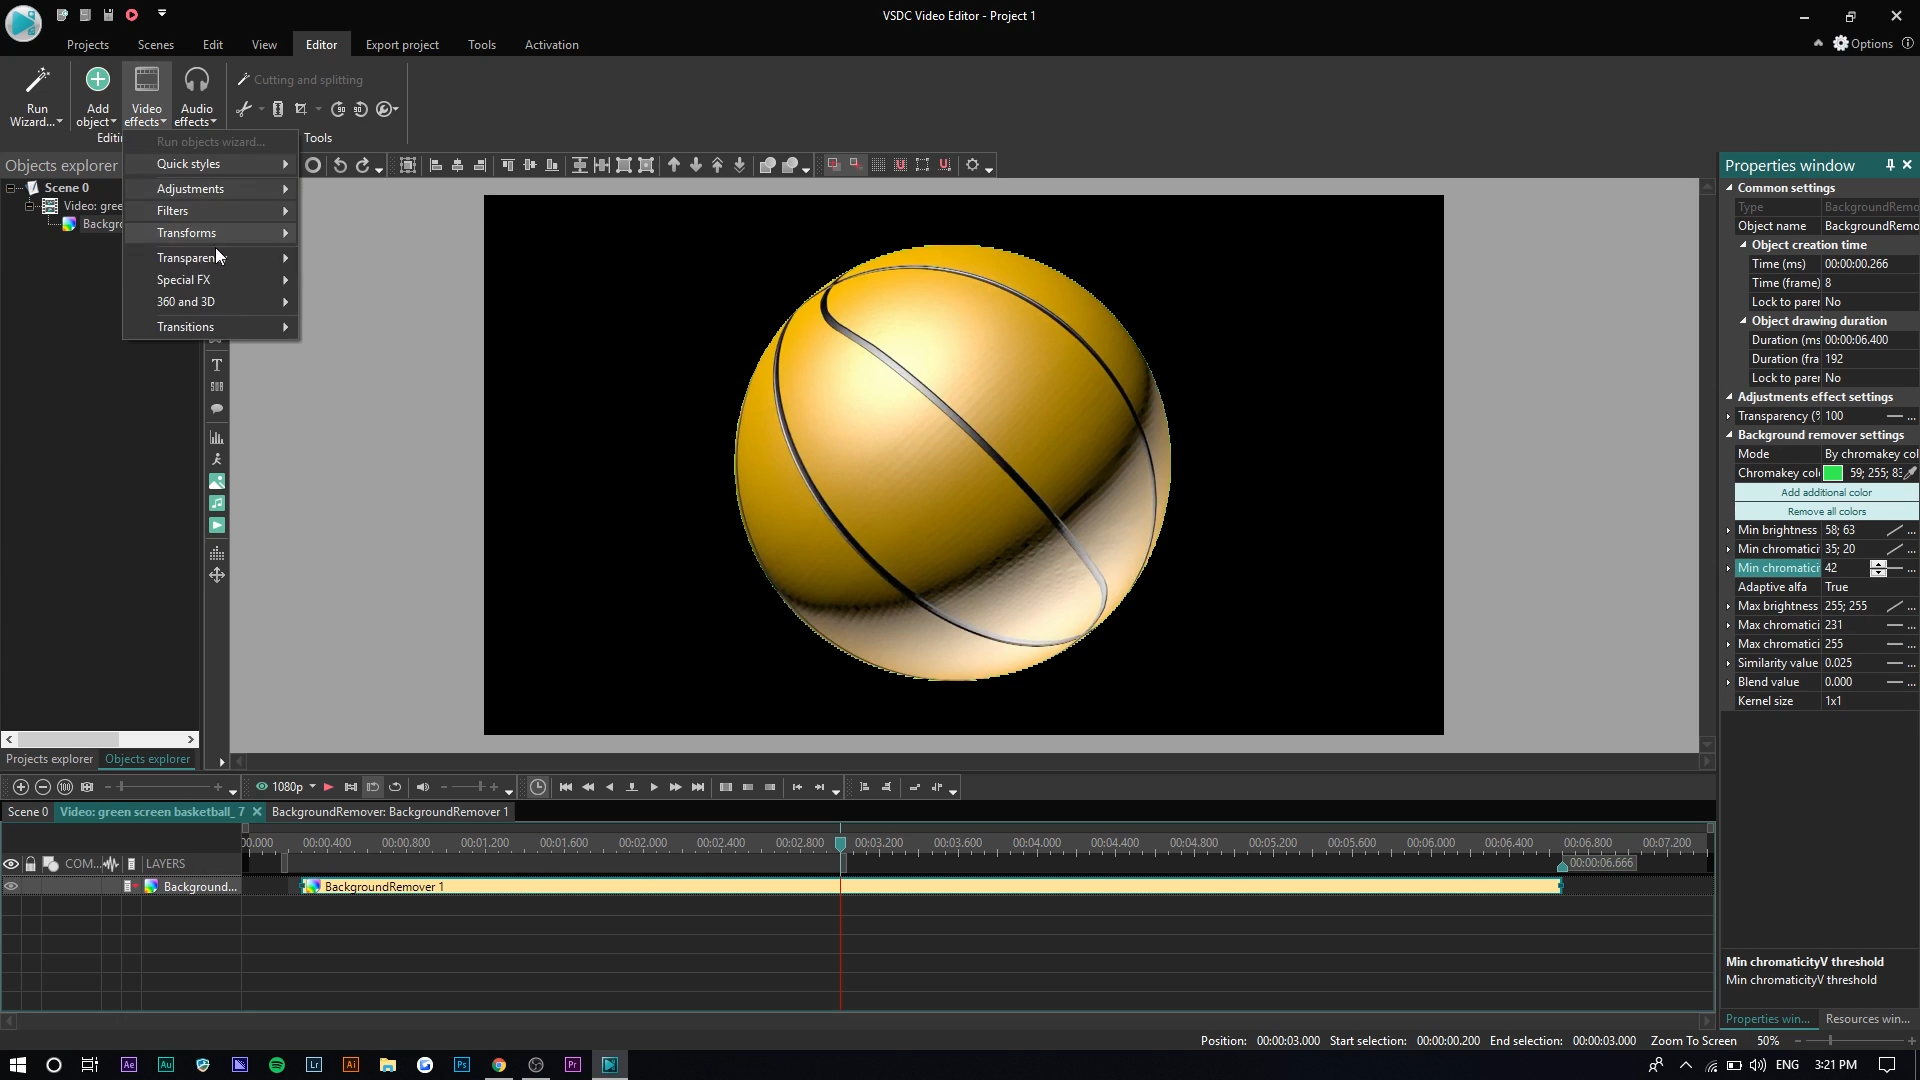 VSDC Video Editor - Project 1
Projects
Scenes
Edit
View
Editor
Export project
Tools
Activation
Options
Run
Wizard...
Add
object
Video
effects
Audio
effects
Cutting and splitting
Editin
Tools
Run objects wizard...
Quick styles
Adjustments
Filters
Transforms
Transparen
Special FX
360 and 3D
Transitions
Objects explorer
Scene 0
Video: gree
Backgro
Projects explorer
Objects explorer
Properties window
Common settings
Type BackgroundRemo
Object name BackgroundRemo
Object creation time
Time (ms) 00:00:00.266
Time (frame) 8
Lock to parer No
Object drawing duration
Duration (ms 00:00:06.400
Duration (fra 192
Lock to parer No
Adjustments effect settings
Transparency (% 100
Background remover settings
Mode By chromakey col
Chromakey col 59; 255; 83
Add additional color
Remove all colors
Min brightness 58; 63
Min chromatici 35; 20
Min chromatici 42
Adaptive alfa True
Max brightness 255; 255
Max chromatici 231
Max chromatici 255
Similarity value 0.025
Blend value 0.000
Kernel size 1x1
Min chromaticityV threshold
Min chromaticityV threshold
Properties win...
Resources win...
1080p
Scene 0
Video: green screen basketball_ 7
BackgroundRemover: BackgroundRemover 1
0.000 00:00.400 00:00.800 00:01.200 00:01.600 00:02.000 00:02.400 00:02.800 00:03.200 00:03.600 00:04.000 00:04.400 00:04.800 00:05.200 00:05.600 00:06.000 00:06.400 00:06.800 00:07.200
COM... LAYERS
00:00:06.666
Background...
BackgroundRemover 1
Position: 00:00:03.000 Start selection: 00:00:00.200 End selection: 00:00:03.000 Zoom To Screen 50%
Ae
Au
Lr
Ai
Ps
Pr
ENG
3:21 PM